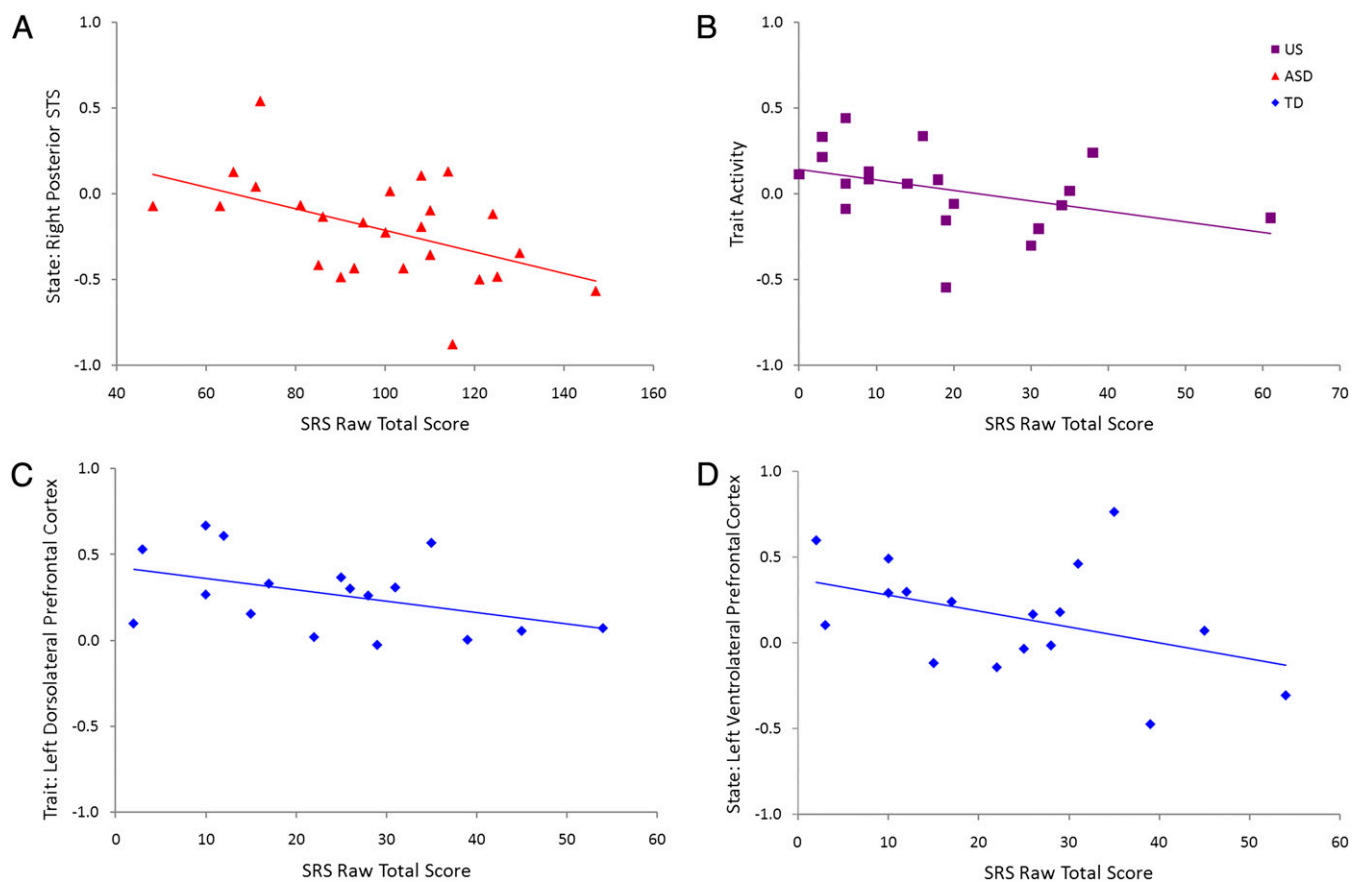 A
State: Right Posterior STS
1.0
0.5
0.0
-0.5
-1.0
40 60 80 100 120 140 160
SRS Raw Total Score
B
Trait Activity
1.0
0.5
0.0
-0.5
-1.0
0 10 20 30 40 50 60 70
SRS Raw Total Score
US
ASD
TD
C
Trait: Left Dorsolateral Prefrontal Cortex
1.0
0.5
0.0
-0.5
-1.0
0 10 20 30 40 50 60
SRS Raw Total Score
D
State: Left Ventrolateral Prefrontal Cortex
1.0
0.5
0.0
-0.5
-1.0
0 10 20 30 40 50 60
SRS Raw Total Score